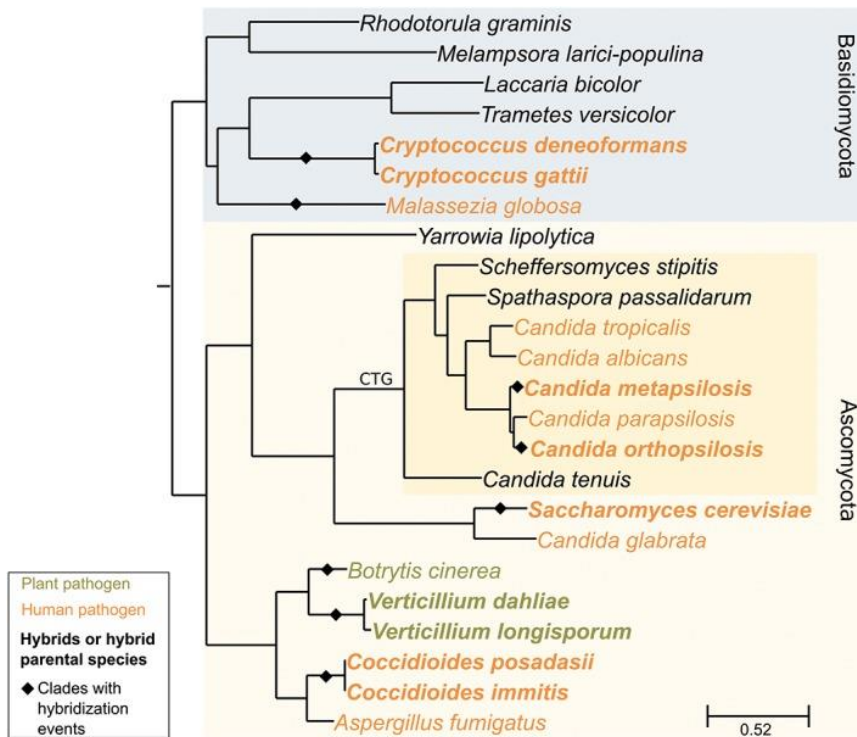 Rhodotorula graminis
Melampsora larici-populina
Laccaria bicolor
Trametes versicolor
Cryptococcus deneoformans
Cryptococcus gattii
Malassezia globosa
Basidiomycota
Yarrowia lipolytica
Scheffersomyces stipitis
Spathaspora passalidarum
Candida tropicalis
Candida albicans
CTG
Candida metapsilosis
Candida parapsilosis
Candida orthopsilosis
Candida tenuis
Saccharomyces cerevisiae
Candida glabrata
Ascomycota
Botrytis cinerea
Verticillium dahliae
Verticillium longisporum
Coccidioides posadasii
Coccidioides immitis
Aspergillus fumigatus
Plant pathogen
Human pathogen
Hybrids or hybrid
parental species
Clades with
hybridization
events
0.52